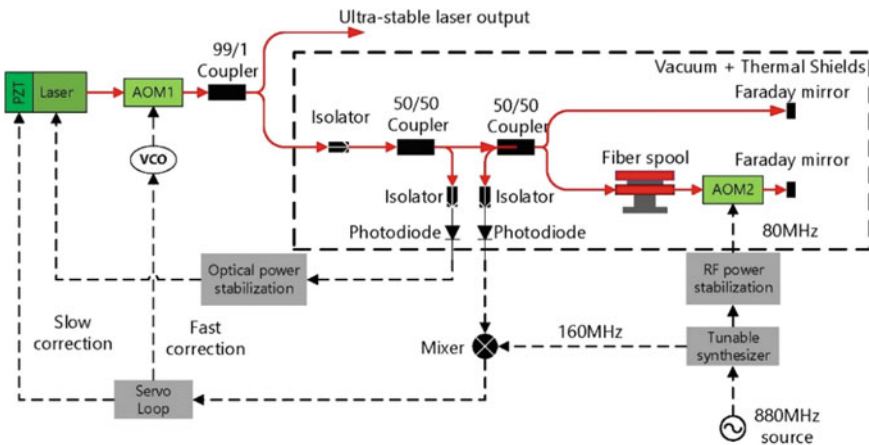 Ultra-stable laser output
99/1
Coupler
Vacuum + Thermal Shields
Faraday mirror
PZT
Laser
AOM1
50/50
Coupler
50/50
Coupler
Isolator
VCO
Fiber spool
Faraday mirror
AOM2
Isolator
Isolator
Photodiode
Photodiode
80MHz
Optical power
stabilization
RF power
stabilization
Slow
correction
Fast
correction
Mixer
160MHz
Tunable
synthesizer
Servo
Loop
880MHz
source